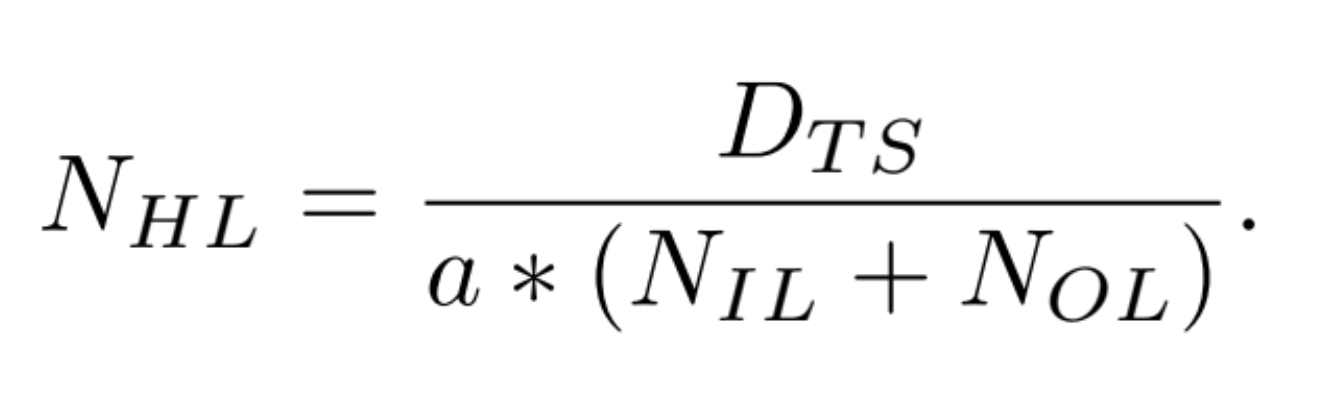 N_{HL} = \frac{D_{TS}}{a * (N_{IL} + N_{OL})}.